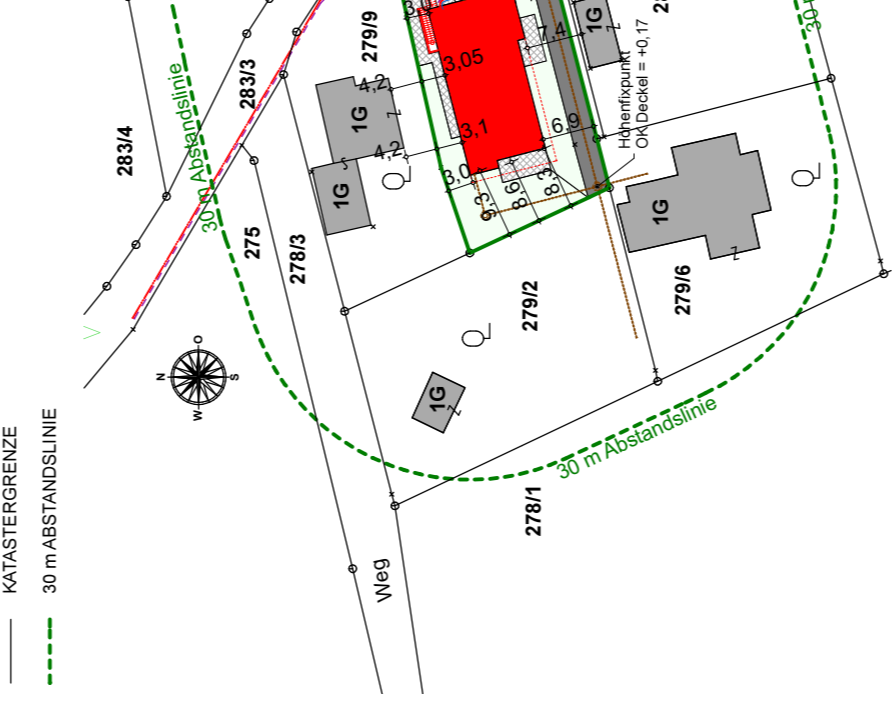 KATASTERGRENZE
30 m ABSTANDSLINIE
283/4
283/3
279/9
275
278/3
279/2
279/6
278/1
Weg
30 m Abstandslinie
30 m Abstandslinie
30
1G
1G
1G
1G
1G
Höhenfixpunkt
OK Deckel = +0,17
3,05
3,1
3,0
4,2
4,2
7,4
6,9
9,3
8,6
8,3
N
O
S
W